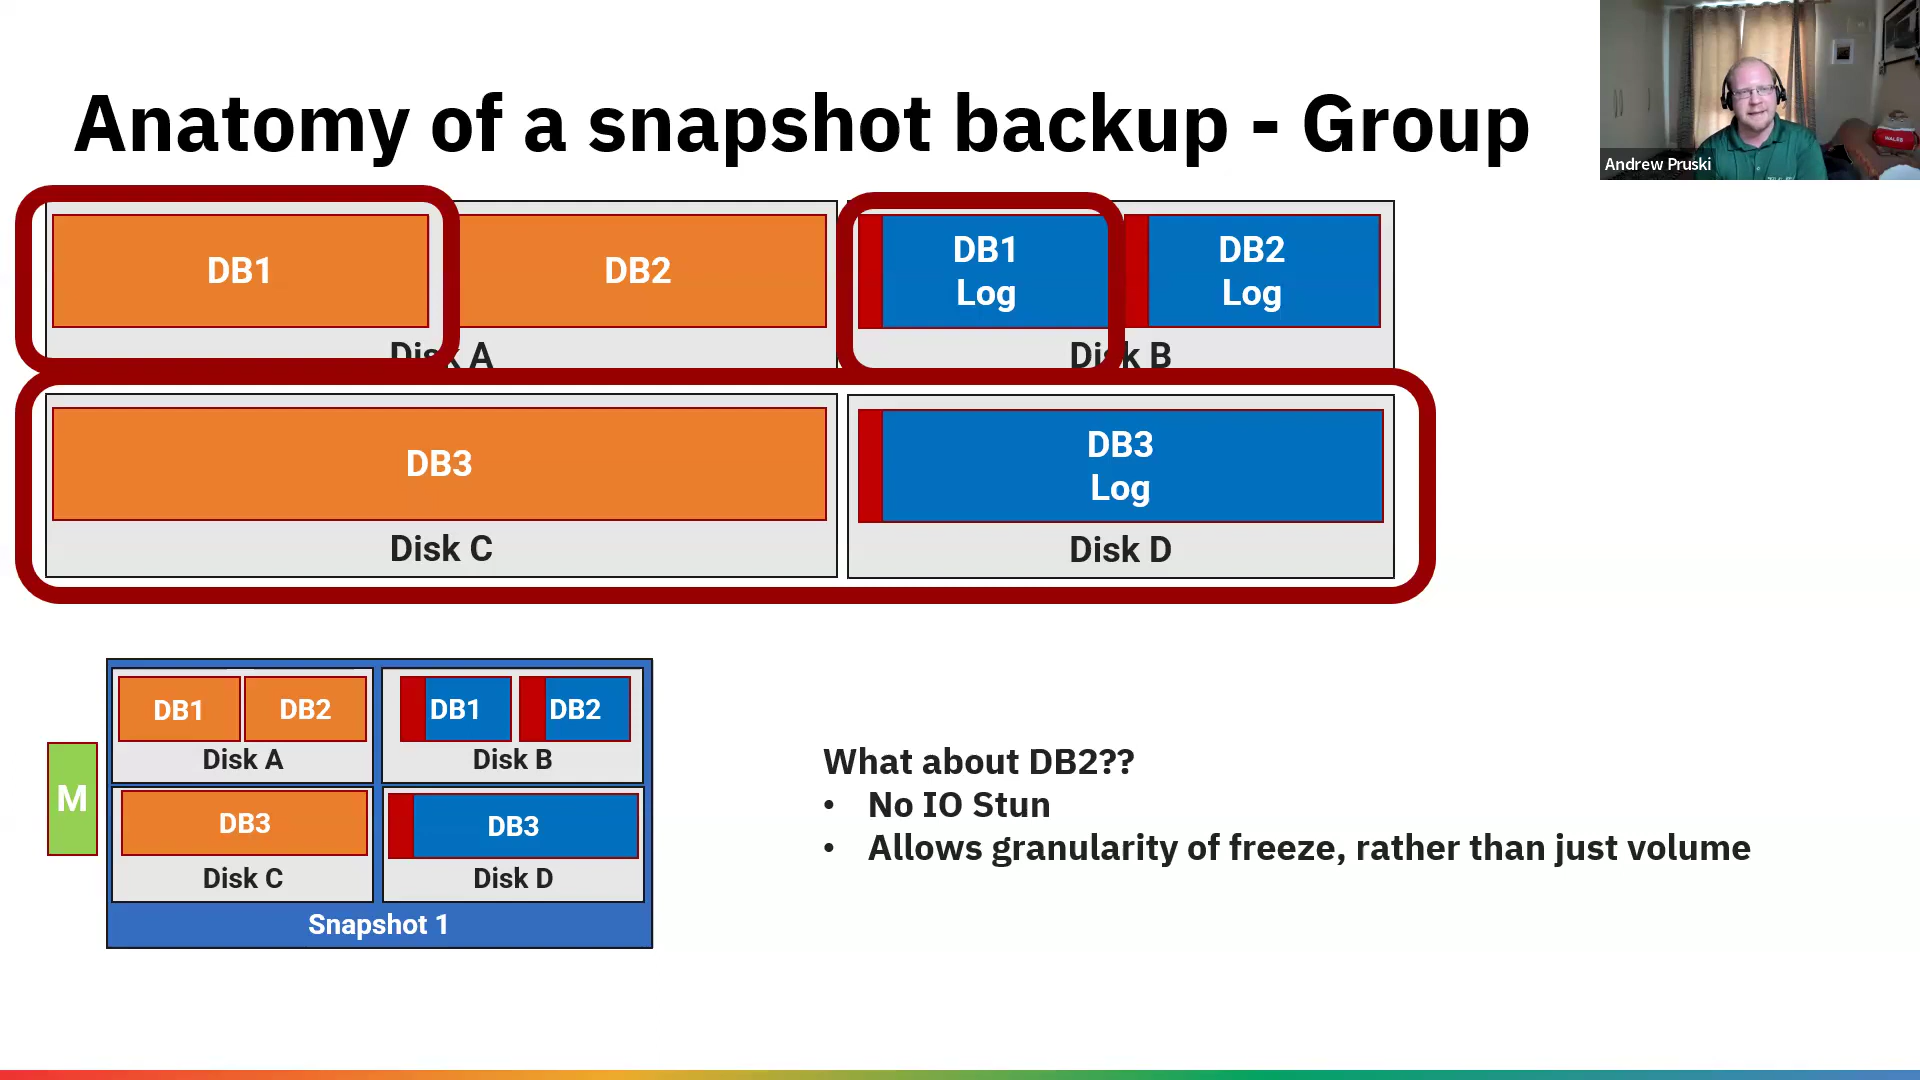 Anatomy of a snapshot backup - Group
Andrew Pruski
WALES
DB1
DB2
DB1
Log
DB2
Log
Disk A
Disk B
DB3
DB3
Log
Disk C
Disk D
DB1
DB2
DB1
DB2
Disk A
Disk B
M
DB3
DB3
Disk C
Disk D
Snapshot 1
What about DB2??
• No IO Stun
• Allows granularity of freeze, rather than just volume